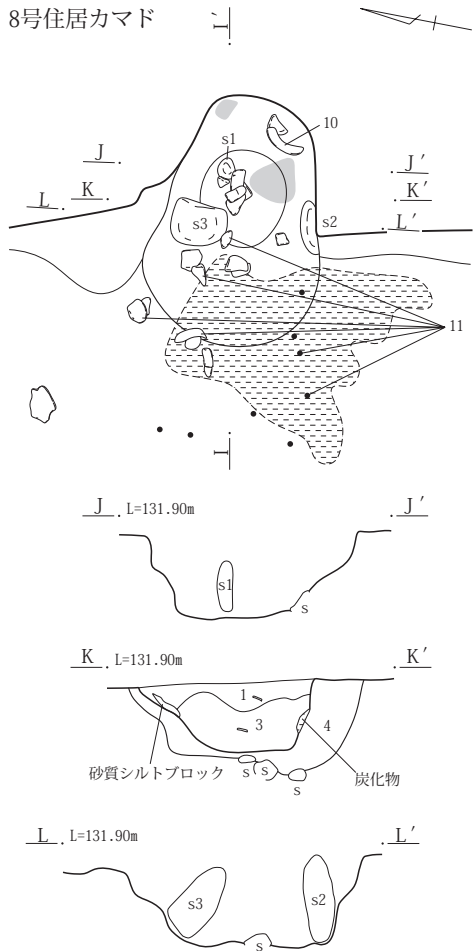 8号住居カマド
I′
10
s1
J
J′
K
K′
L
L′
s3
s2
11
I
J L=131.90m J′
s1
s
K L=131.90m K′
1
3
4
砂質シルトブロック
s
s
s
炭化物
L L=131.90m L′
s3
s2
s